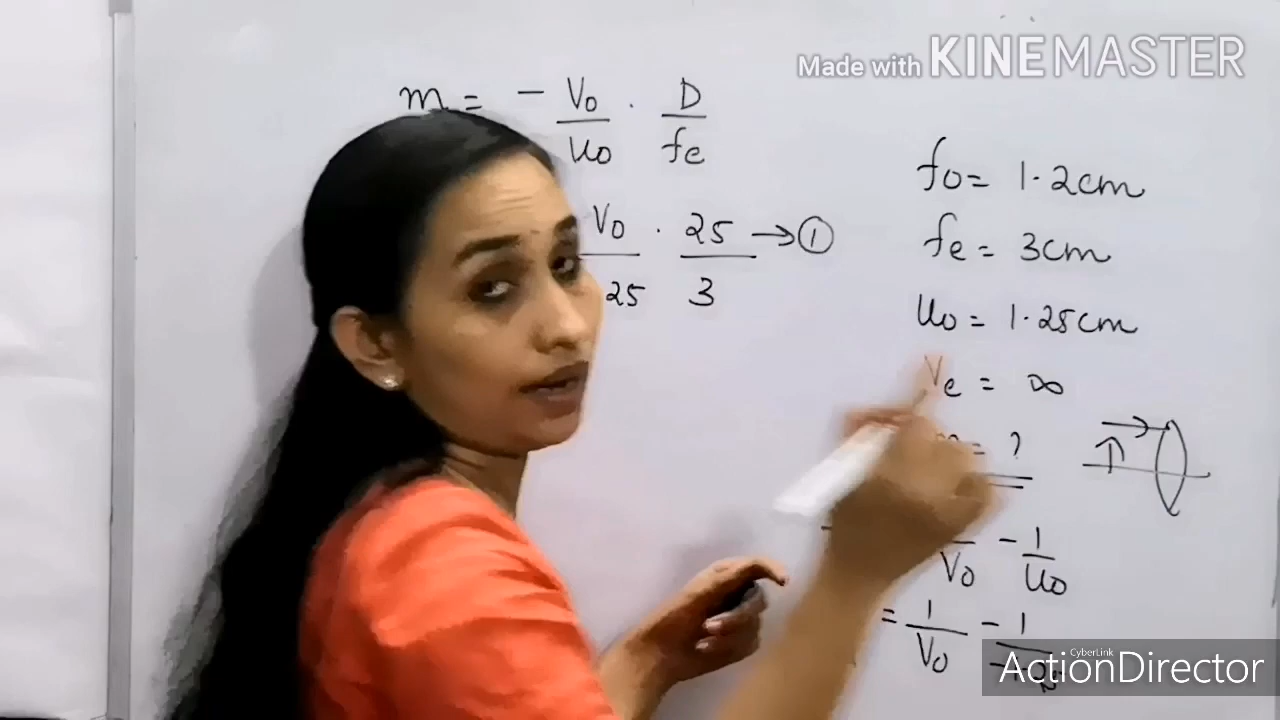 Made with KINEMASTER
m = - Vo/uo . D/fe
Vo/25 . 25/3 → ①
fo = 1.2cm
fe = 3cm
uo = 1.25cm
Ve = ∞
= ?
Vo - 1/uo
= 1/Vo - 1
CyberLink
ActionDirector